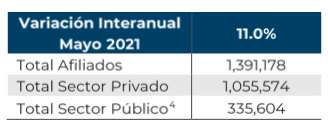 Variación Interanual
Mayo 2021
11.0%
Total Afiliados 1,391,178
Total Sector Privado 1,055,574
Total Sector Público⁴ 335,604